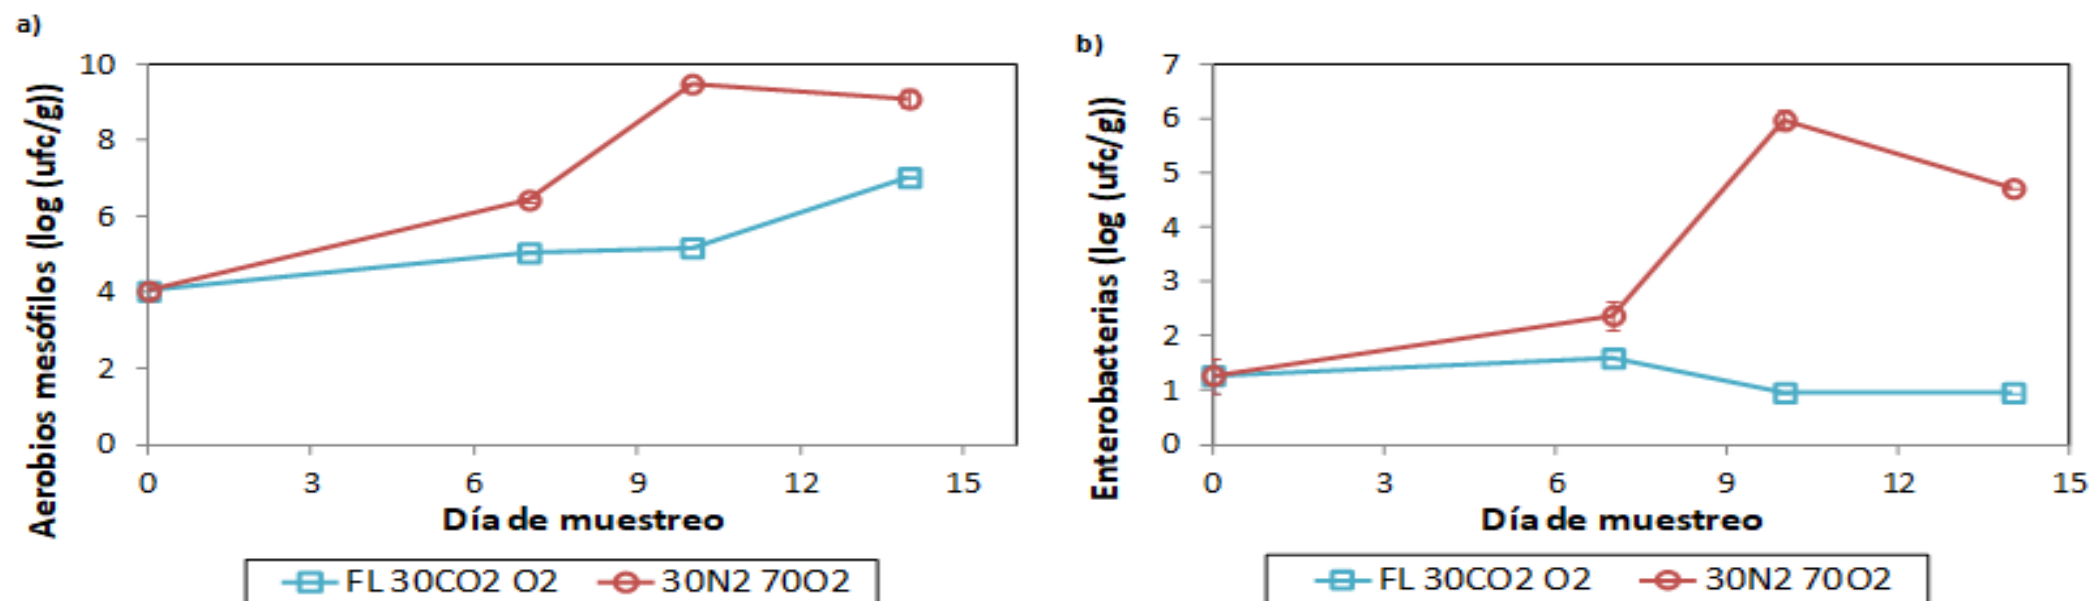 a)
Aerobios mesófilos (log (ufc/g))
10
8
6
4
2
0
0 3 6 9 12 15
Día de muestreo
FL 30CO2 O2 30N2 70O2
b)
Enterobacterias (log (ufc/g))
7
6
5
4
3
2
1
0
0 3 6 9 12 15
Día de muestreo
FL 30CO2 O2 30N2 70O2